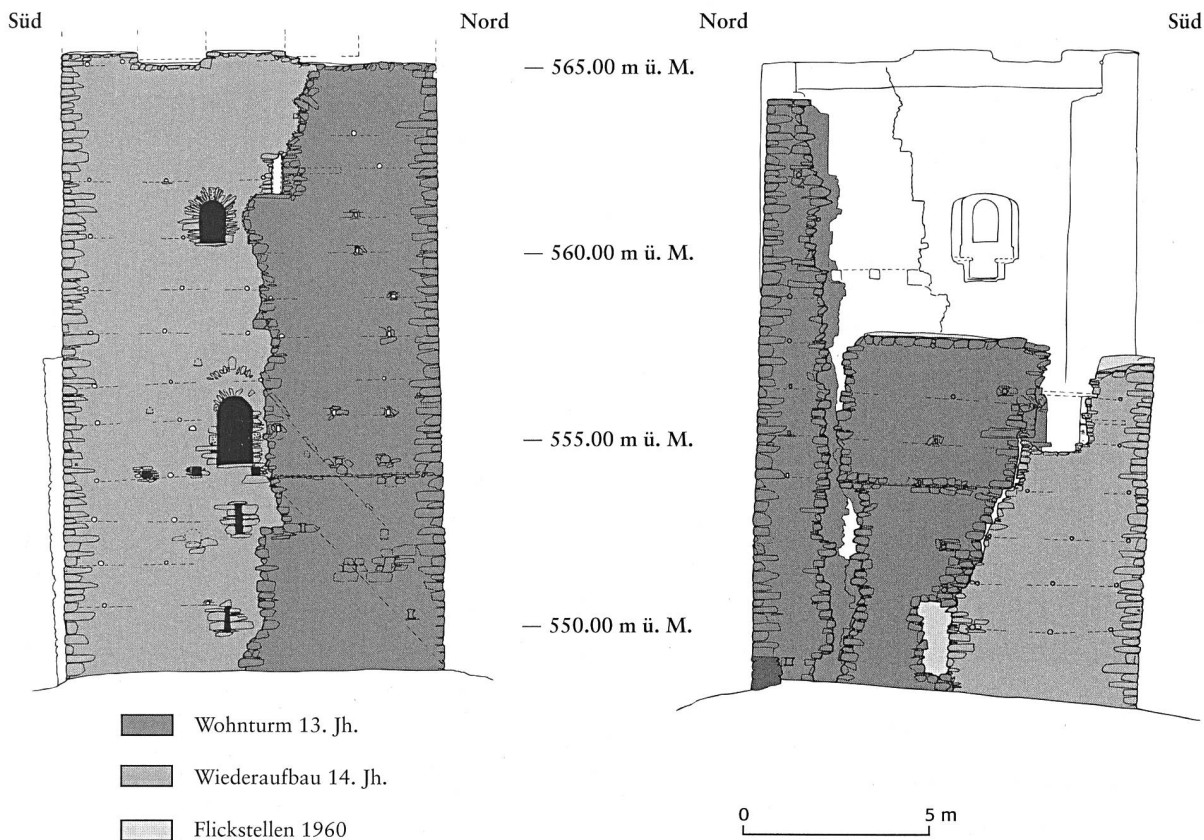 Süd Nord Nord Süd
— 565.00 m ü. M.
— 560.00 m ü. M.
— 555.00 m ü. M.
— 550.00 m ü. M.
Wohnturm 13. Jh.
Wiederaufbau 14. Jh.
Flickstellen 1960
0 5 m